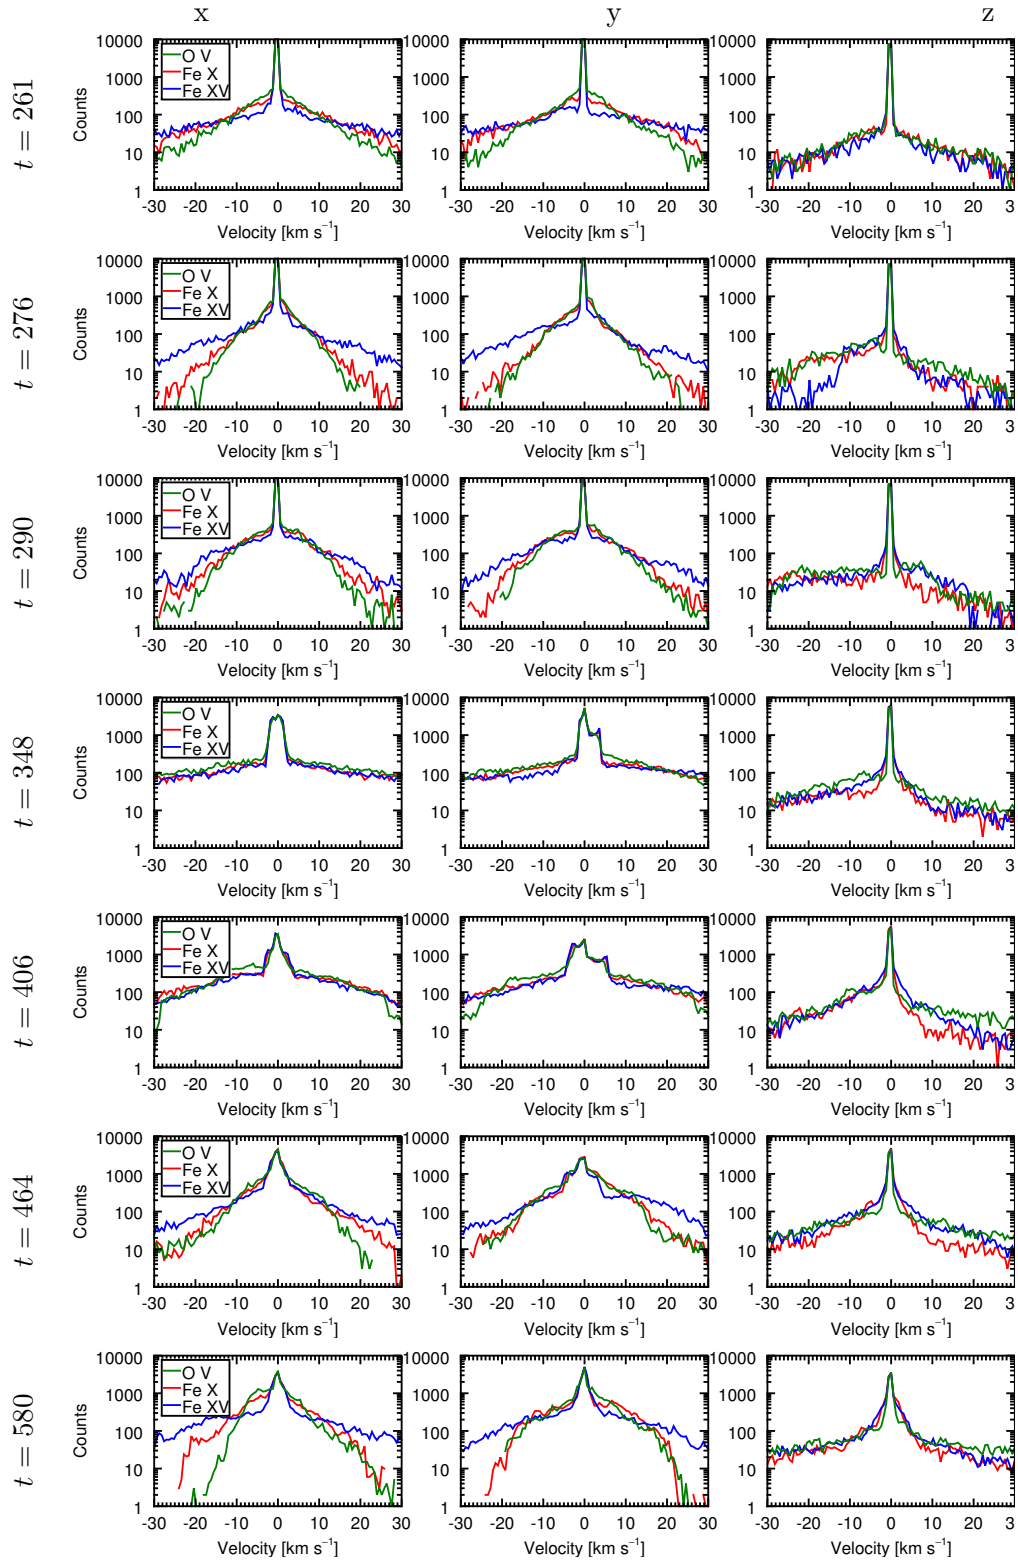 x y z
t = 261
Counts
10000 10000 10000
O V
1000 Fe X 1000 1000
Fe XV
100 100 100
10 10 10
1 1 1
-30 -20 -10 0 10 20 30 -30 -20 -10 0 10 20 30 -30 -20 -10 0 10 20 30
Velocity [km s⁻¹] Velocity [km s⁻¹] Velocity [km s⁻¹]
t = 276
Counts
10000 10000 10000
O V
1000 Fe X 1000 1000
Fe XV
100 100 100
10 10 10
1 1 1
-30 -20 -10 0 10 20 30 -30 -20 -10 0 10 20 30 -30 -20 -10 0 10 20 30
Velocity [km s⁻¹] Velocity [km s⁻¹] Velocity [km s⁻¹]
t = 290
Counts
10000 10000 10000
O V
1000 Fe X 1000 1000
Fe XV
100 100 100
10 10 10
1 1 1
-30 -20 -10 0 10 20 30 -30 -20 -10 0 10 20 30 -30 -20 -10 0 10 20 30
Velocity [km s⁻¹] Velocity [km s⁻¹] Velocity [km s⁻¹]
t = 348
Counts
10000 10000 10000
O V
1000 Fe X 1000 1000
Fe XV
100 100 100
10 10 10
1 1 1
-30 -20 -10 0 10 20 30 -30 -20 -10 0 10 20 30 -30 -20 -10 0 10 20 30
Velocity [km s⁻¹] Velocity [km s⁻¹] Velocity [km s⁻¹]
t = 406
Counts
10000 10000 10000
O V
1000 Fe X 1000 1000
Fe XV
100 100 100
10 10 10
1 1 1
-30 -20 -10 0 10 20 30 -30 -20 -10 0 10 20 30 -30 -20 -10 0 10 20 30
Velocity [km s⁻¹] Velocity [km s⁻¹] Velocity [km s⁻¹]
t = 464
Counts
10000 10000 10000
O V
1000 Fe X 1000 1000
Fe XV
100 100 100
10 10 10
1 1 1
-30 -20 -10 0 10 20 30 -30 -20 -10 0 10 20 30 -30 -20 -10 0 10 20 30
Velocity [km s⁻¹] Velocity [km s⁻¹] Velocity [km s⁻¹]
t = 580
Counts
10000 10000 10000
O V
1000 Fe X 1000 1000
Fe XV
100 100 100
10 10 10
1 1 1
-30 -20 -10 0 10 20 30 -30 -20 -10 0 10 20 30 -30 -20 -10 0 10 20 30
Velocity [km s⁻¹] Velocity [km s⁻¹] Velocity [km s⁻¹]